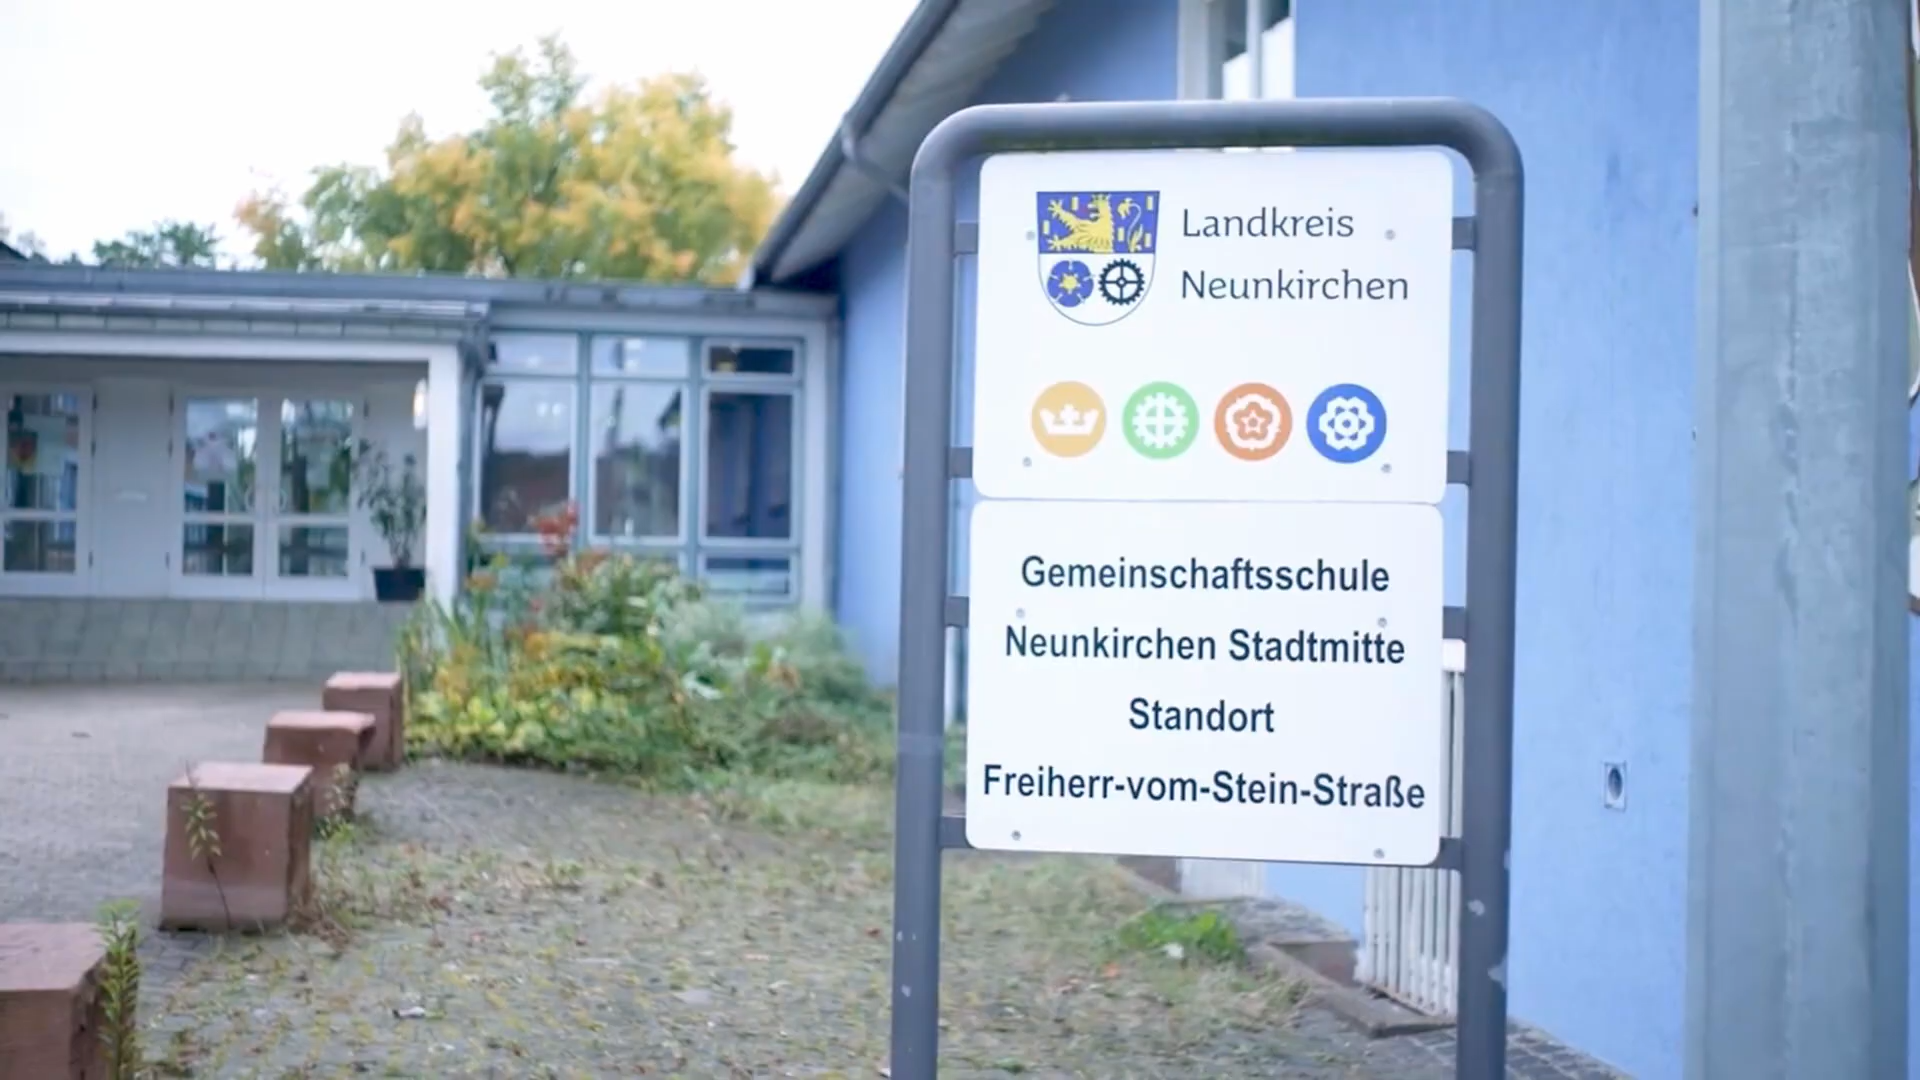 Landkreis
Neunkirchen
Gemeinschaftsschule
Neunkirchen Stadtmitte
Standort
Freiherr-vom-Stein-Straße